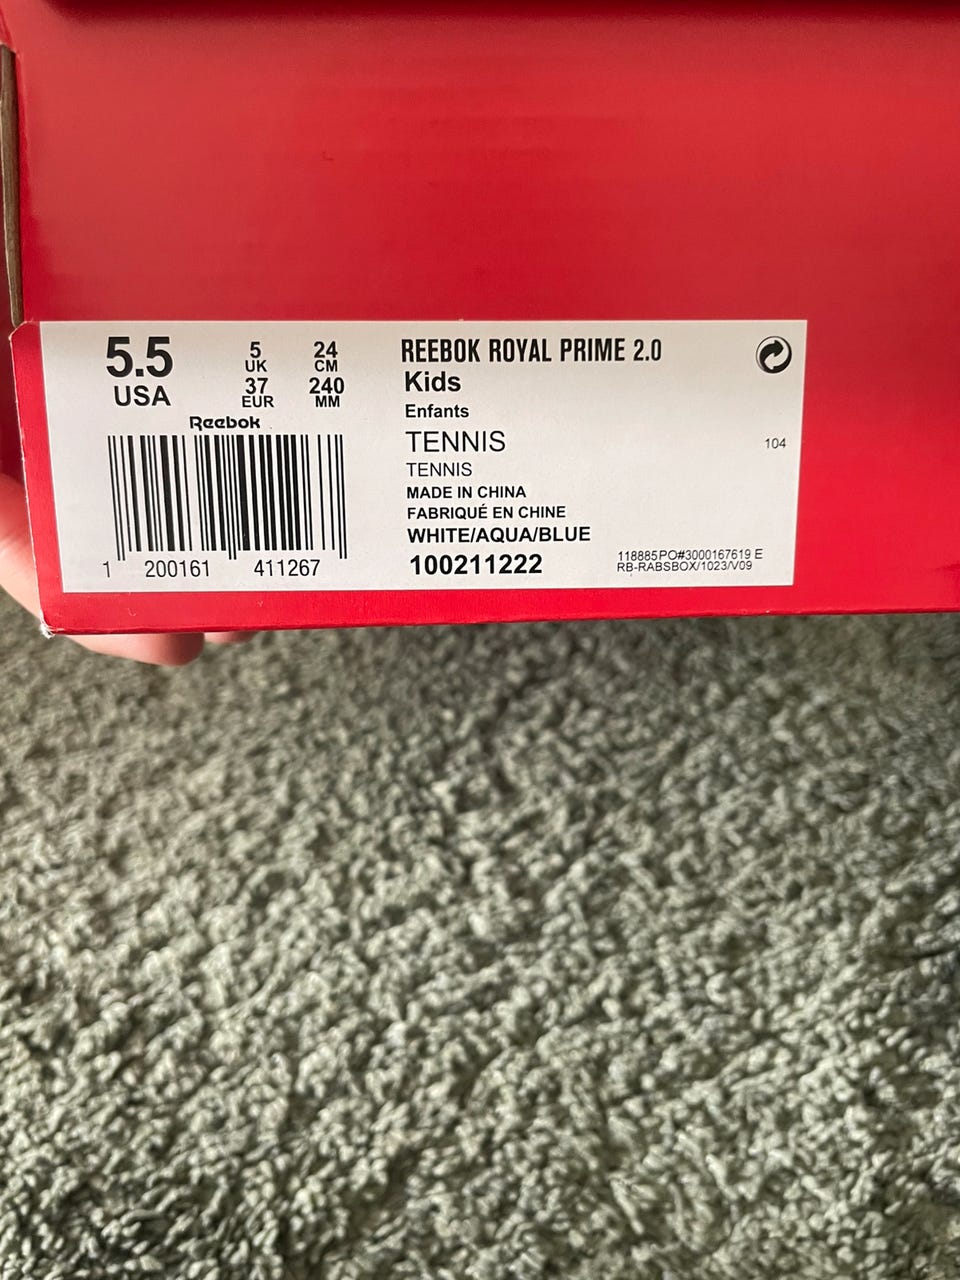 5.5
USA
5
UK
37
EUR
24
CM
240
MM
Reebok
1 200161 411267
REEBOK ROYAL PRIME 2.0
Kids
Enfants
TENNIS
TENNIS
MADE IN CHINA
FABRIQUÉ EN CHINE
WHITE/AQUA/BLUE
100211222
104
118885PO#3000167619 E
RB-RABSBOX/1023/V09